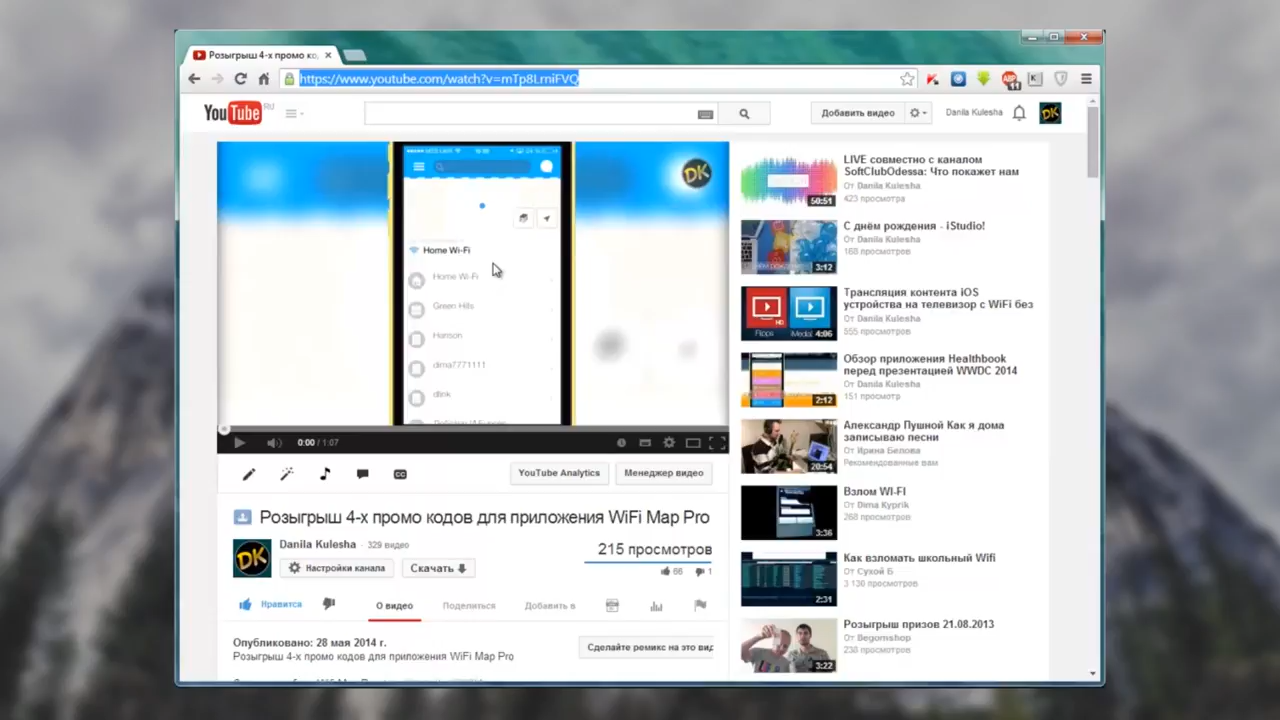 Розыгрыш 4-х промо ко
https://www.youtube.com/watch?v=mTp8LrniFVQ
YouTube RU
Добавить видео
Danila Kulesha
DK
DK
Home Wi-Fi
Home Wi-Fi
Green Hills
dima7771111
dlink
0:00 / 1:07
YouTube Analytics
Менеджер видео
Розыгрыш 4-х промо кодов для приложения WiFi Map Pro
DK
Danila Kulesha · 329 видео
Настройки канала
Скачать
215 просмотров
66
1
Нравится
О видео
Поделиться
Добавить в
Опубликовано: 28 мая 2014 г.
Розыгрыш 4-х промо кодов для приложения WiFi Map Pro
Сделайте ремикс на это вид
LIVE совместно с каналом
SoftClubOdessa: Что покажет нам
От Danila Kulesha
423 просмотра
50:51
С днём рождения - iStudio!
От Danila Kulesha
168 просмотров
3:12
Трансляция контента iOS
устройства на телевизор с WiFi без
От Danila Kulesha
555 просмотров
Flipps
iMedia
4:06
Обзор приложения Healthbook
перед презентацией WWDC 2014
От Danila Kulesha
151 просмотр
2:12
Александр Пушной Как я дома
записываю песни
От Ирина Белова
Рекомендованные вам
20:54
Взлом WI-FI
От Dima Kyprik
268 просмотров
3:36
Как взломать школьный Wifi
От Сухой Б
3 130 просмотров
2:31
Розыгрыш призов 21.08.2013
От Begomshop
238 просмотров
3:22